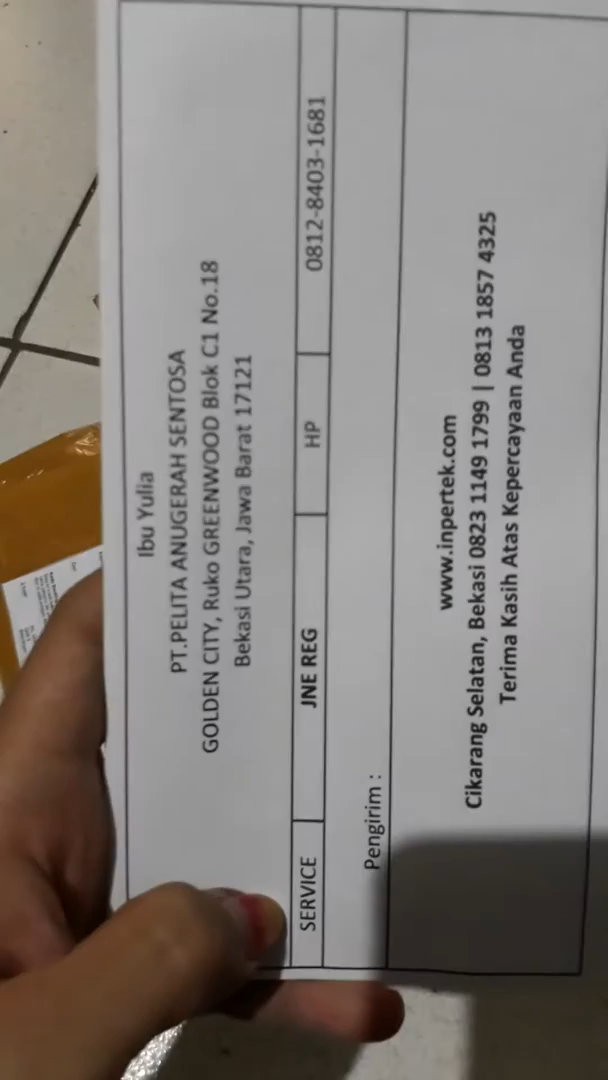 Ibu Yulia
PT.PELITA ANUGERAH SENTOSA
GOLDEN CITY, Ruko GREENWOOD Blok C1 No.18
Bekasi Utara, Jawa Barat 17121
SERVICE JNE REG HP 0812-8403-1681
Pengirim :
www.inpertek.com
Cikarang Selatan, Bekasi 0823 1149 1799 | 0813 1857 4325
Terima Kasih Atas Kepercayaan Anda